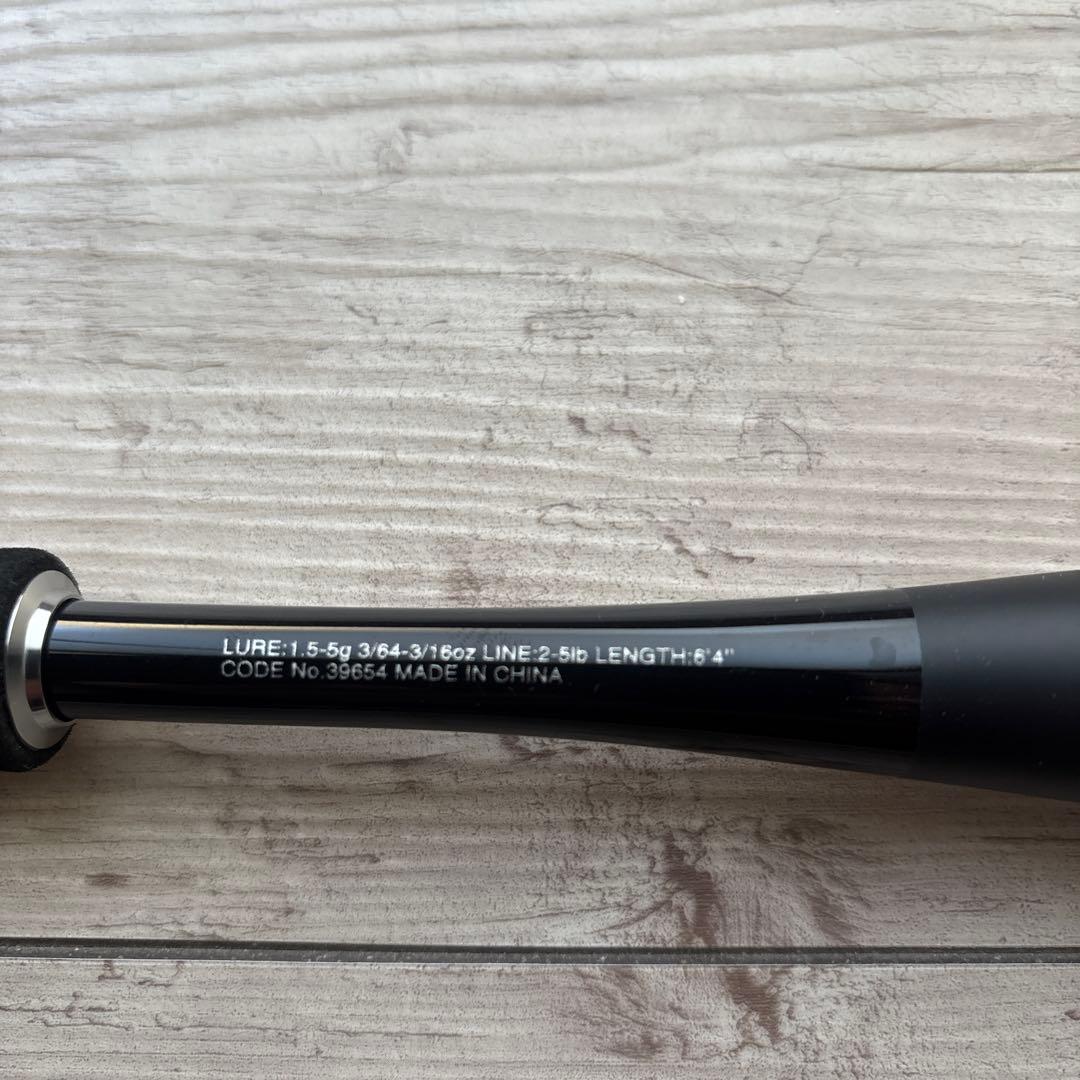 LURE:1.5-5g 3/64-3/16oz LINE:2-5lb LENGTH:6'4"
CODE No.39654 MADE IN CHINA